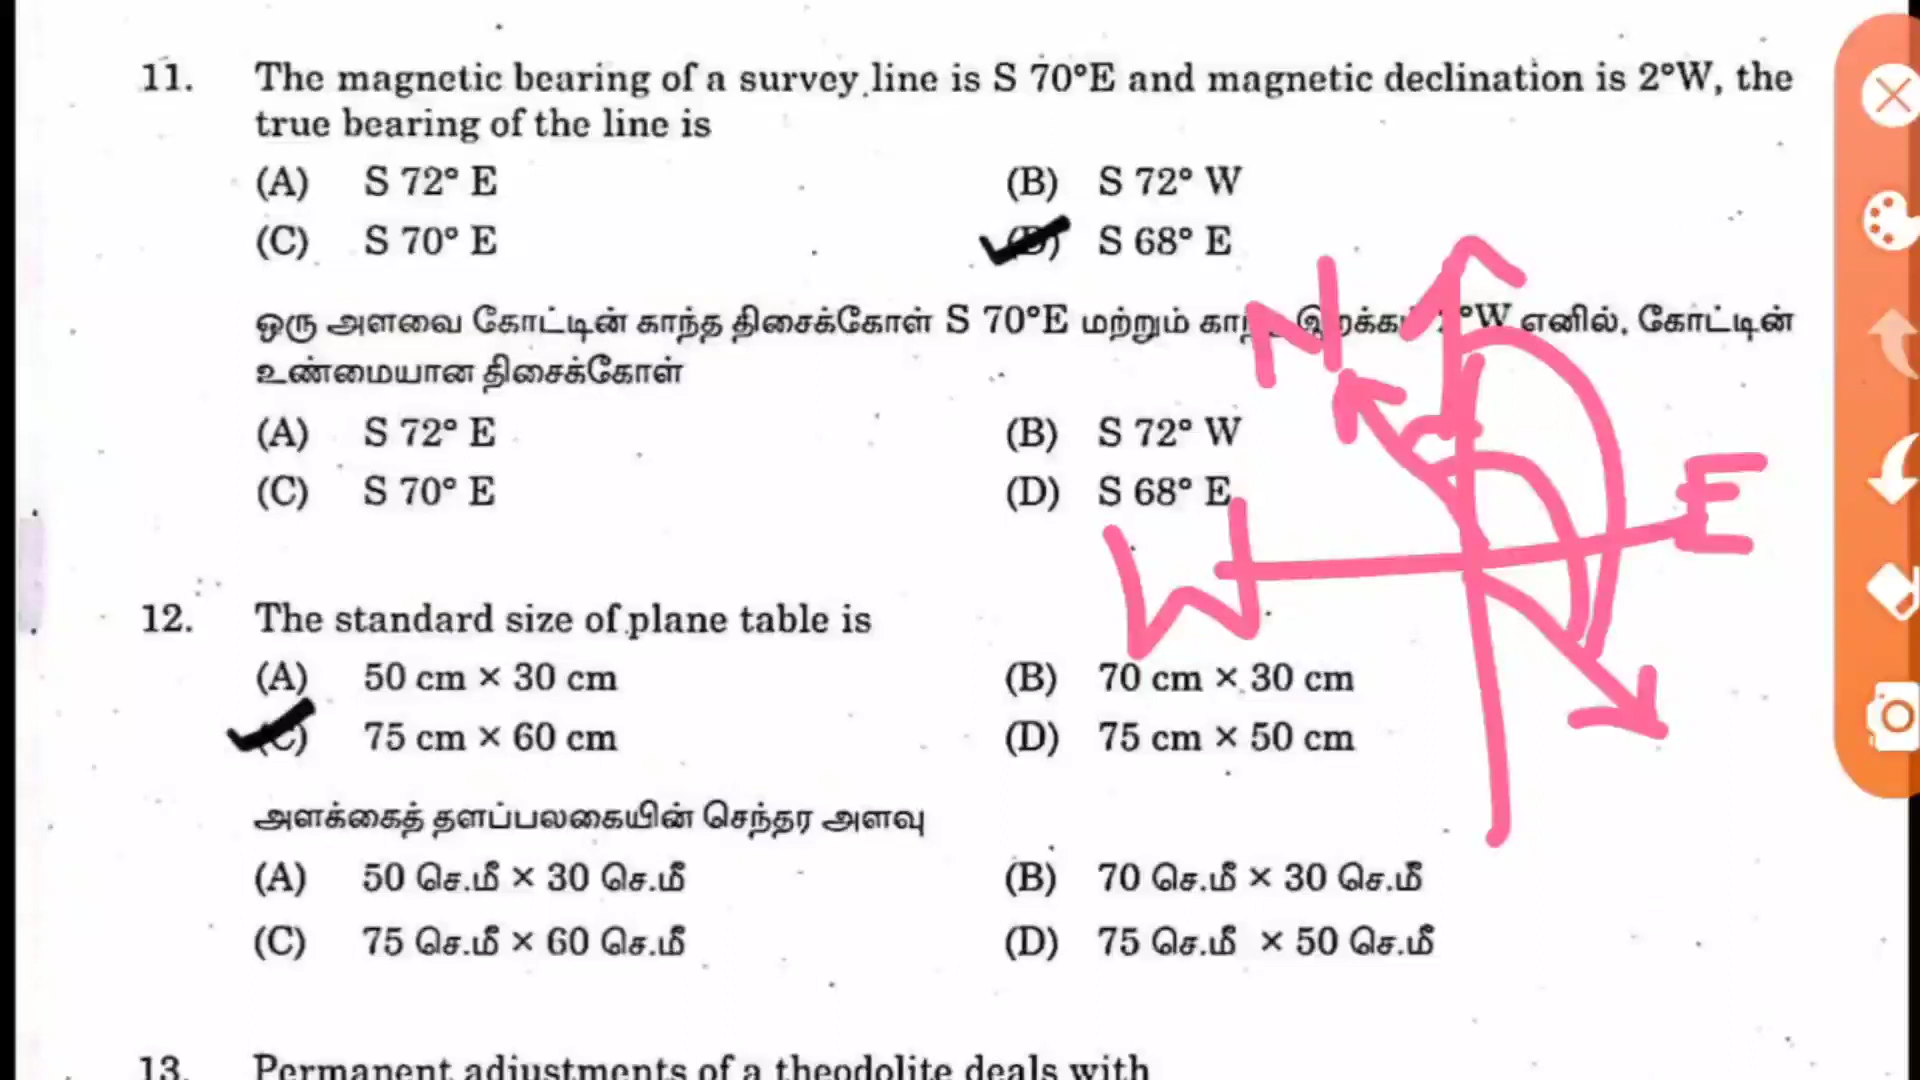 11. The magnetic bearing of a survey line is S 70°E and magnetic declination is 2°W, the
true bearing of the line is
(A) S 72° E (B) S 72° W
(C) S 70° E (D) S 68° E
ஒரு அளவை கோட்டின் காந்த திசைக்கோள் S 70°E மற்றும் °W எனில், கோட்டின்
உண்மையான திசைக்கோள்
(A) S 72° E (B) S 72° W
(C) S 70° E (D) S 68° E
N
E
W
12. The standard size of plane table is
(A) 50 cm × 30 cm (B) 70 cm × 30 cm
(C) 75 cm × 60 cm (D) 75 cm × 50 cm
அளக்கைத் தளப்பலகையின் செந்தர அளவு
(A) 50 செ.மீ × 30 செ.மீ (B) 70 செ.மீ × 30 செ.மீ
(C) 75 செ.மீ × 60 செ.மீ (D) 75 செ.மீ × 50 செ.மீ
13. Permanent adjustments of a theodolite deals with